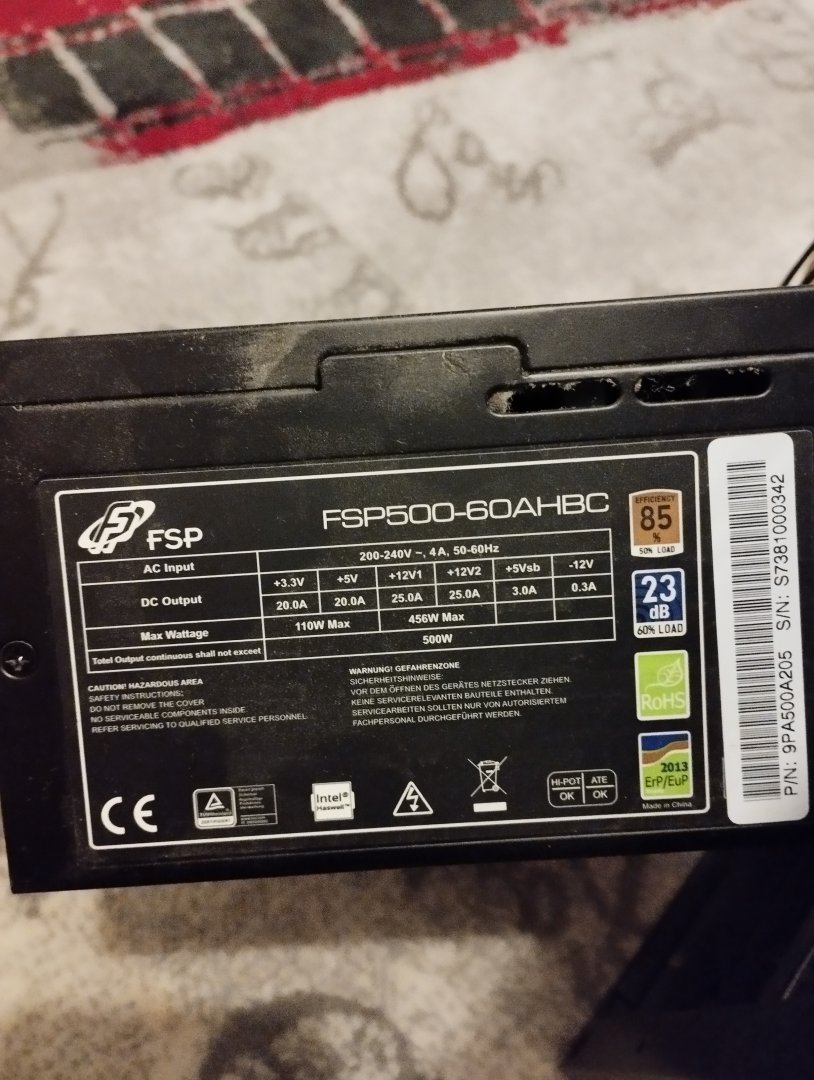 FSP
FSP500-60AHBC
AC Input 200-240V ~, 4A, 50-60Hz
DC Output +3.3V +5V +12V1 +12V2 +5Vsb -12V
20.0A 20.0A 25.0A 25.0A 3.0A 0.3A
Max Wattage 110W Max 456W Max
Totel Output continuous shall not exceet 500W
CAUTION! HAZARDOUS AREA
SAFETY INSTRUCTIONS:
DO NOT REMOVE THE COVER
NO SERVICEABLE COMPONENTS INSIDE
REFER SERVICING TO QUALIFIED SERVICE PERSONNEL
WARNUNG! GEFAHRENZONE
SICHERHEITSHINWEISE:
VOR DEM ÖFFNEN DES GERÄTES NETZSTECKER ZIEHEN.
KEINE SERVICERELEVANTEN BAUTEILE ENTHALTEN.
SERVICEARBEITEN SOLLTEN NUR VON AUTORISIERTEM
FACHPERSONAL DURCHGEFÜHRT WERDEN.
EFFICIENCY
85
%
50% LOAD
23
dB
60% LOAD
RoHS
2013
ErP/EuP
Made in China
CE
Intel®
Haswell™
HI-POT ATE
OK OK
P/N: 9PA500A205 S/N: S7381000342